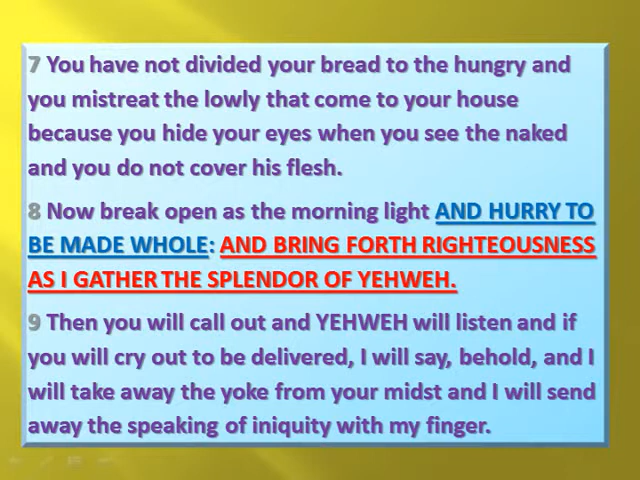 7 You have not divided your bread to the hungry and
you mistreat the lowly that come to your house
because you hide your eyes when you see the naked
and you do not cover his flesh.
8 Now break open as the morning light AND HURRY TO
BE MADE WHOLE: AND BRING FORTH RIGHTEOUSNESS
AS I GATHER THE SPLENDOR OF YEHWEH.
9 Then you will call out and YEHWEH will listen and if
you will cry out to be delivered, I will say, behold, and I
will take away the yoke from your midst and I will send
away the speaking of iniquity with my finger.